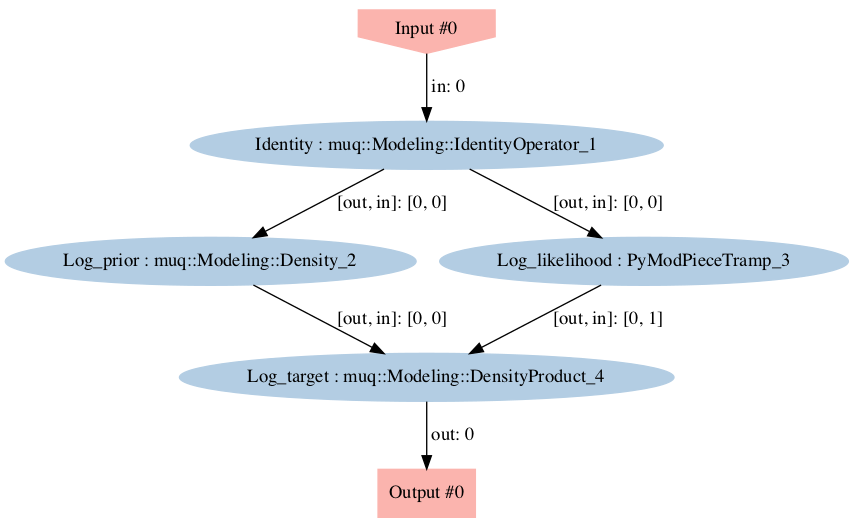 Input #0
in: 0
Identity : muq::Modeling::IdentityOperator_1
[out, in]: [0, 0]
[out, in]: [0, 0]
Log_prior : muq::Modeling::Density_2
Log_likelihood : PyModPieceTramp_3
[out, in]: [0, 0]
[out, in]: [0, 1]
Log_target : muq::Modeling::DensityProduct_4
out: 0
Output #0